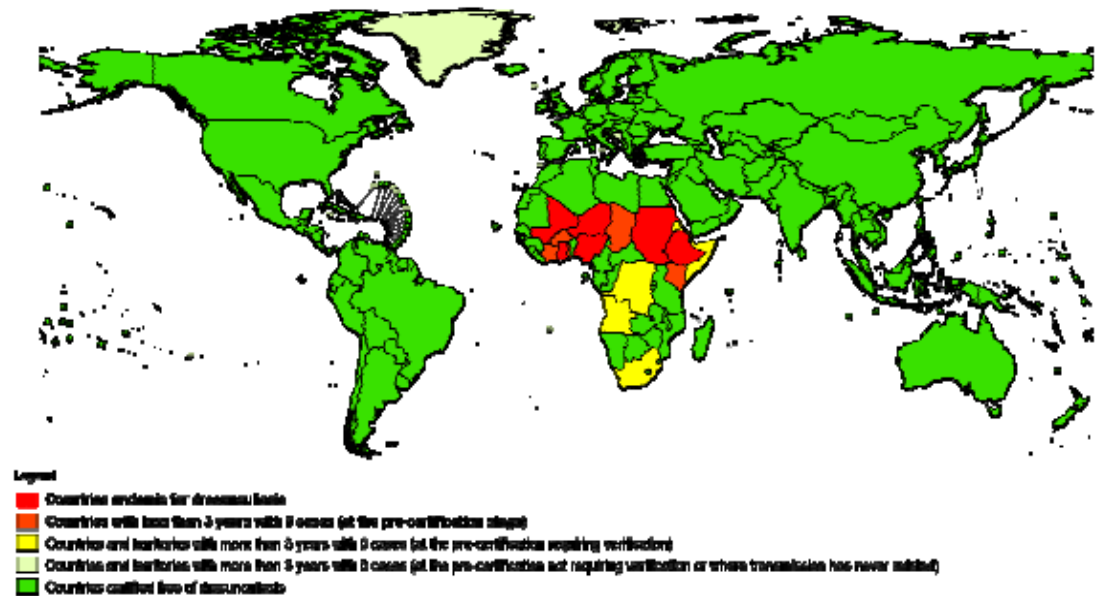 Legend
Countries endemic for dracunculiasis
Countries with less than 3 years with 0 cases (at the pre-certification stage)
Countries and territories with more than 3 years with 0 cases (at the pre-certification requiring verification)
Countries and territories with more than 3 years with 0 cases (at the pre-certification not requiring verification or where transmission has never existed)
Countries certified free of dracunculiasis